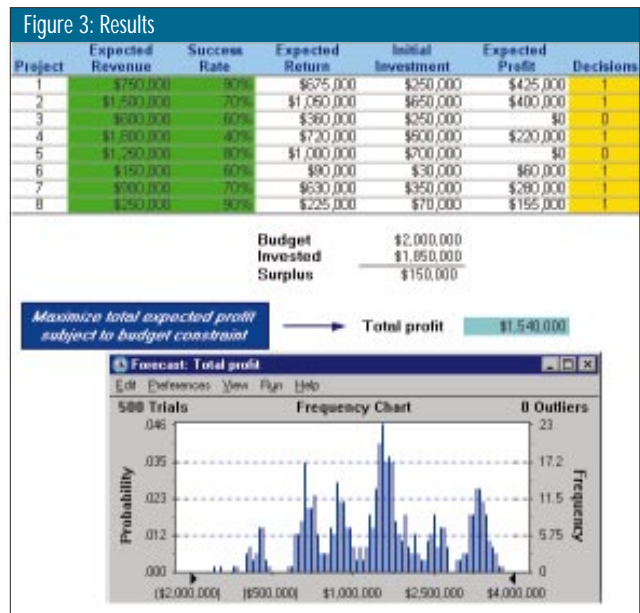 Figure 3: Results
Expected Success Expected Initial Expected
Project Revenue Rate Return Investment Profit Decisions
1 $750,000 90% $675,000 $250,000 $425,000 1
2 $1,500,000 70% $1,050,000 $650,000 $400,000 1
3 $600,000 60% $360,000 $250,000 $0 0
4 $1,800,000 40% $720,000 $500,000 $220,000 1
5 $1,250,000 80% $1,000,000 $700,000 $0 0
6 $150,000 60% $90,000 $30,000 $60,000 1
7 $900,000 70% $630,000 $350,000 $280,000 1
8 $250,000 90% $225,000 $70,000 $155,000 1
Budget $2,000,000
Invested $1,850,000
Surplus $150,000
Maximize total expected profit
subject to budget constraint
Total profit $1,540,000
Forecast: Total profit
Edit Preferences View Run Help
500 Trials Frequency Chart 0 Outliers
.046 23
.035 17.2
.023 11.5
.012 5.75
.000 0
Probability
Frequency
($2,000,000) ($500,000) $1,000,000 $2,500,000 $4,000,000